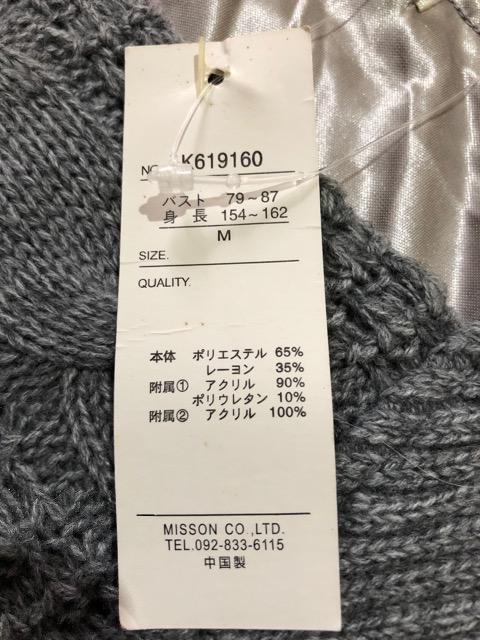 NO. K619160
バスト 79～87
身 長 154～162
M
SIZE.
QUALITY.
本体 ポリエステル 65%
レーヨン 35%
附属① アクリル 90%
ポリウレタン 10%
附属② アクリル 100%
MISSON CO.,LTD.
TEL.092-833-6115
中国製